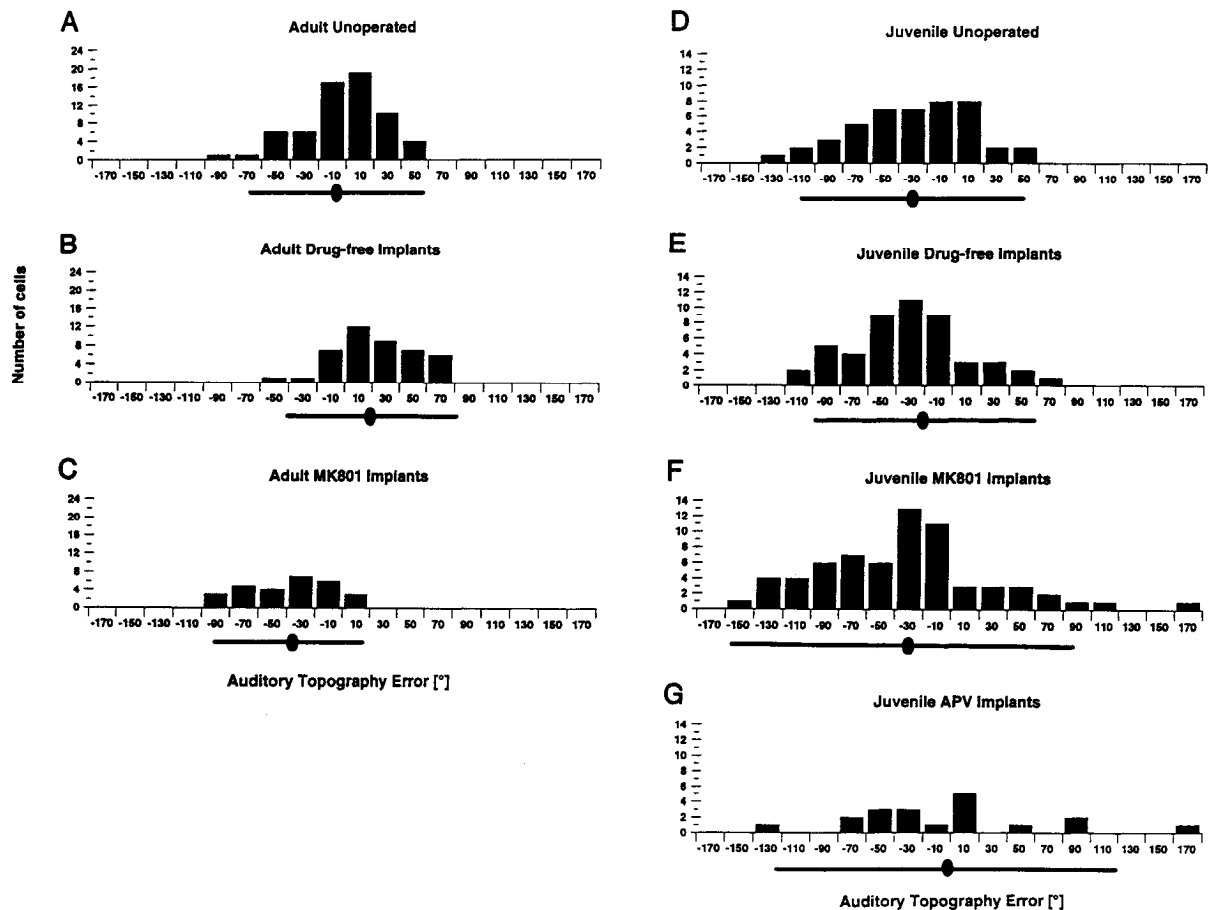 A
Adult Unoperated
24
20
16
12
8
4
0
-170 -150 -130 -110 -90 -70 -50 -30 -10 10 30 50 70 90 110 130 150 170
B
Adult Drug-free Implants
24
20
16
12
8
4
0
-170 -150 -130 -110 -90 -70 -50 -30 -10 10 30 50 70 90 110 130 150 170
Number of cells
C
Adult MK801 Implants
24
20
16
12
8
4
0
-170 -150 -130 -110 -90 -70 -50 -30 -10 10 30 50 70 90 110 130 150 170
Auditory Topography Error [°]
D
Juvenile Unoperated
14
12
10
8
6
4
2
0
-170 -150 -130 -110 -90 -70 -50 -30 -10 10 30 50 70 90 110 130 150 170
E
Juvenile Drug-free Implants
14
12
10
8
6
4
2
0
-170 -150 -130 -110 -90 -70 -50 -30 -10 10 30 50 70 90 110 130 150 170
F
Juvenile MK801 Implants
14
12
10
8
6
4
2
0
-170 -150 -130 -110 -90 -70 -50 -30 -10 10 30 50 70 90 110 130 150 170
G
Juvenile APV Implants
14
12
10
8
6
4
2
0
-170 -150 -130 -110 -90 -70 -50 -30 -10 10 30 50 70 90 110 130 150 170
Auditory Topography Error [°]